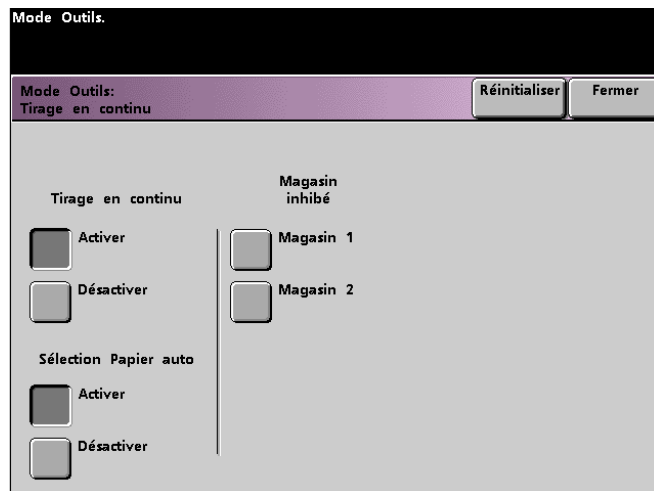 Mode Outils.
Mode Outils:
Tirage en continu
Réinitialiser
Fermer
Tirage en continu
Activer
Désactiver
Sélection Papier auto
Activer
Désactiver
Magasin
inhibé
Magasin 1
Magasin 2